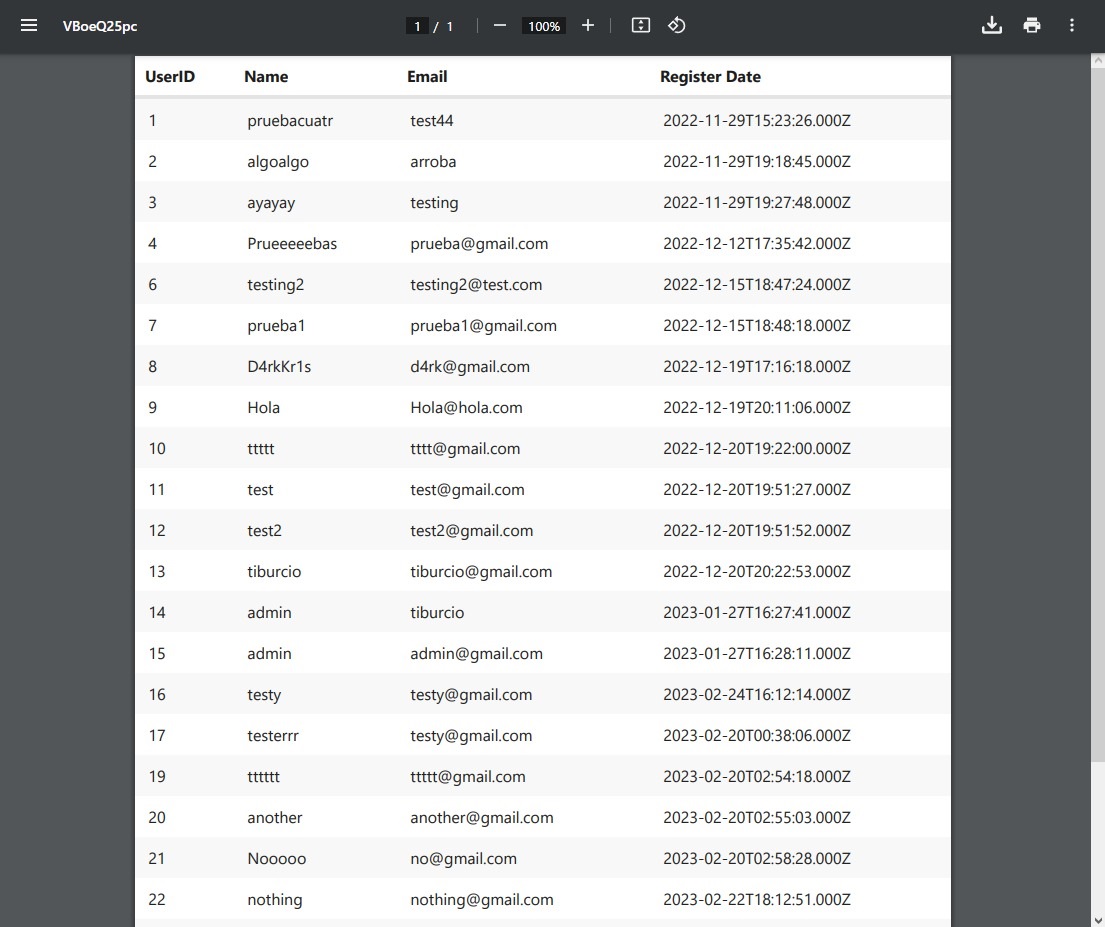 VBoeQ25pc 1 / 1 100%
UserID Name Email Register Date
1 pruebacuatr test44 2022-11-29T15:23:26.000Z
2 algoalgo arroba 2022-11-29T19:18:45.000Z
3 ayayay testing 2022-11-29T19:27:48.000Z
4 Prueeeeebas prueba@gmail.com 2022-12-12T17:35:42.000Z
6 testing2 testing2@test.com 2022-12-15T18:47:24.000Z
7 prueba1 prueba1@gmail.com 2022-12-15T18:48:18.000Z
8 D4rkKr1s d4rk@gmail.com 2022-12-19T17:16:18.000Z
9 Hola Hola@hola.com 2022-12-19T20:11:06.000Z
10 ttttt tttt@gmail.com 2022-12-20T19:22:00.000Z
11 test test@gmail.com 2022-12-20T19:51:27.000Z
12 test2 test2@gmail.com 2022-12-20T19:51:52.000Z
13 tiburcio tiburcio@gmail.com 2022-12-20T20:22:53.000Z
14 admin tiburcio 2023-01-27T16:27:41.000Z
15 admin admin@gmail.com 2023-01-27T16:28:11.000Z
16 testy testy@gmail.com 2023-02-24T16:12:14.000Z
17 testerrr testy@gmail.com 2023-02-20T00:38:06.000Z
19 tttttt ttttt@gmail.com 2023-02-20T02:54:18.000Z
20 another another@gmail.com 2023-02-20T02:55:03.000Z
21 Nooooo no@gmail.com 2023-02-20T02:58:28.000Z
22 nothing nothing@gmail.com 2023-02-22T18:12:51.000Z